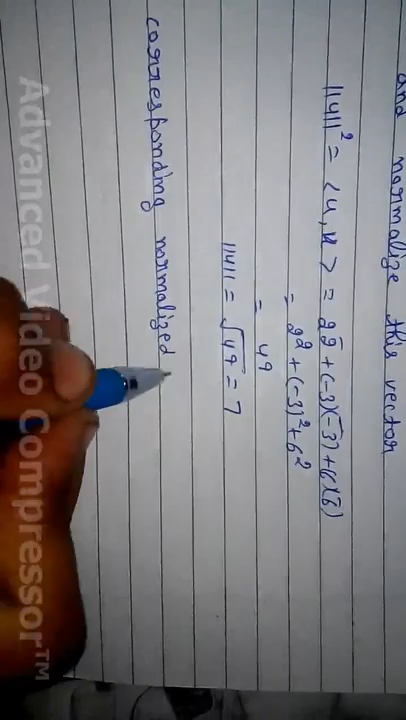 and normalize this vector
||u||² = <u, u> = 2·2̄ + (-3)(-3̄) + 6(6̄)
= 2² + (-3)² + 6²
= 49
||u|| = √49 = 7
corresponding normalized
Advanced Video Compressor™